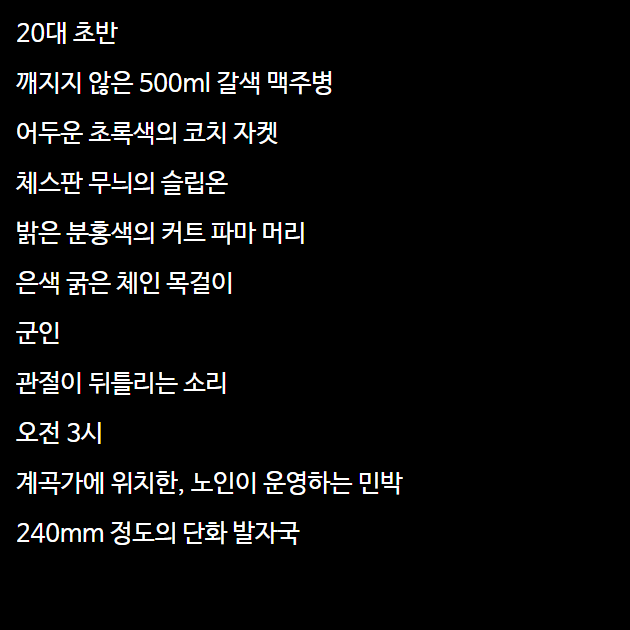 20대 초반
깨지지 않은 500ml 갈색 맥주병
어두운 초록색의 코치 자켓
체스판 무늬의 슬립온
밝은 분홍색의 커트 파마 머리
은색 굵은 체인 목걸이
군인
관절이 뒤틀리는 소리
오전 3시
계곡가에 위치한, 노인이 운영하는 민박
240mm 정도의 단화 발자국